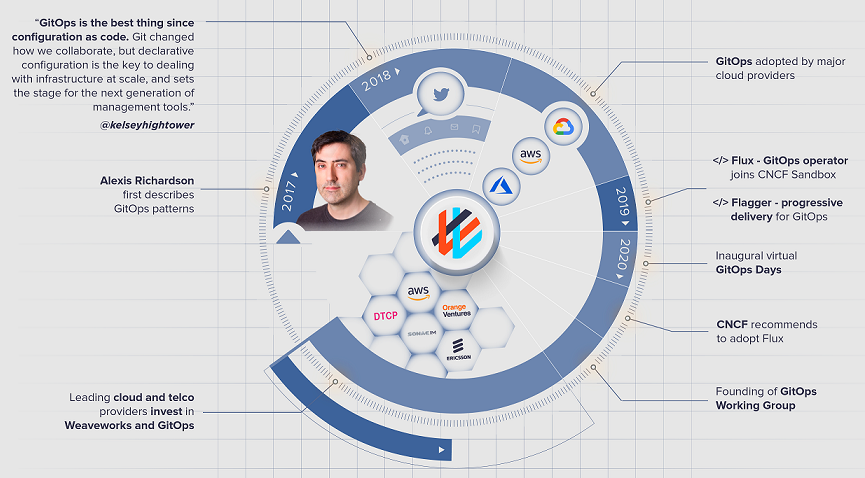 “GitOps is the best thing since
configuration as code. Git changed
how we collaborate, but declarative
configuration is the key to dealing
with infrastructure at scale, and sets
the stage for the next generation of
management tools.”
@kelseyhightower
2018
GitOps adopted by major
cloud providers
aws
</> Flux - GitOps operator
joins CNCF Sandbox
Alexis Richardson
first describes
GitOps patterns
2017
2019
</> Flagger - progressive
delivery for GitOps
2020
Inaugural virtual
GitOps Days
aws
DTCP
Orange
Ventures
SONAE IM
ERICSSON
CNCF recommends
to adopt Flux
Leading cloud and telco
providers invest in
Weaveworks and GitOps
Founding of GitOps
Working Group